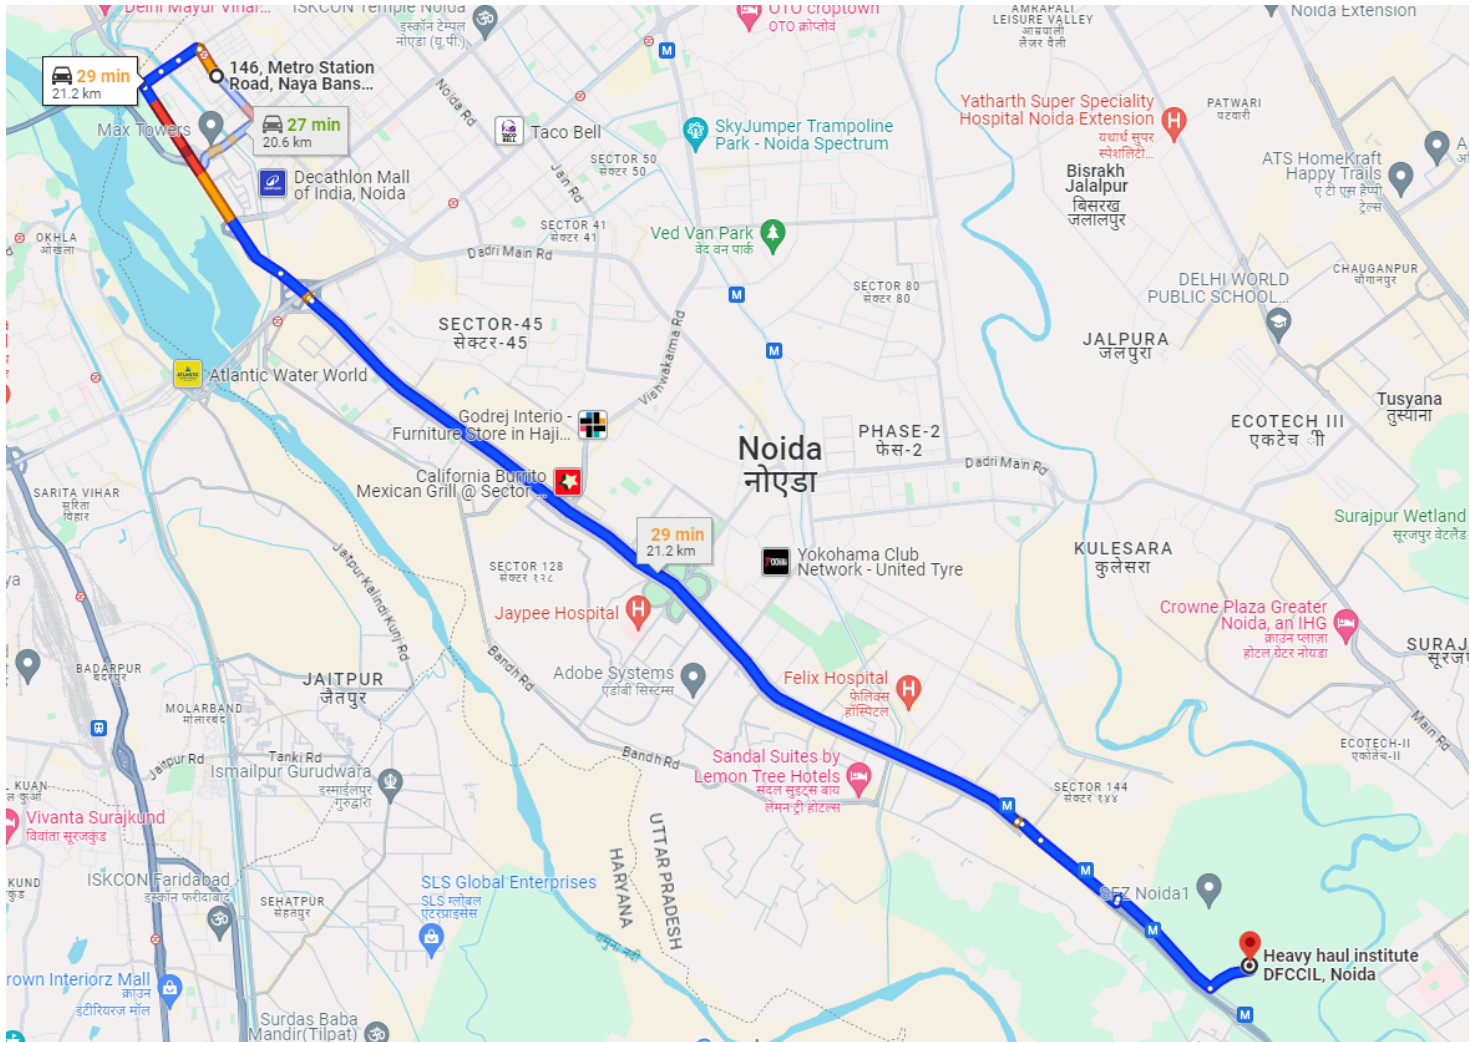 Delhi Mayur Vihar...
ISKCON Temple Noida
इस्कॉन टेम्पल
नोएडा (यू.पी.)
OTO croptown
OTO क्रोप्तोवे
AMRAPALI
LEISURE VALLEY
आम्रपाली
लैज़र वैली
Noida Extension
29 min
21.2 km
146, Metro Station
Road, Naya Bans...
27 min
20.6 km
Max Towers
Noida Rd
Taco Bell
SkyJumper Trampoline
Park - Noida Spectrum
Yatharth Super Speciality
Hospital Noida Extension
यथार्थ सुपर
स्पेशलिटी...
PATWARI
पटवारी
ATS HomeKraft
Happy Trails
ए टी एस हैप्पी
ट्रेल्स
SECTOR 50
सेक्टर 50
Jain Rd
Decathlon Mall
of India, Noida
Bisrakh
Jalalpur
बिसरख
जलालपुर
SECTOR 41
सेक्टर 41
Ved Van Park
वेद वन पार्क
OKHLA
ओखला
Dadri Main Rd
SECTOR 80
सेक्टर 80
DELHI WORLD
PUBLIC SCHOOL...
CHAUGANPUR
चौगानपुर
SECTOR-45
सेक्टर-45
Vishwakarma Rd
JALPURA
जलपुरा
Atlantic Water World
Godrej Interio -
Furniture Store in Haji...
Noida
नोएडा
PHASE-2
फेस-2
ECOTECH III
एकटेच ीी
Tusyana
तुस्याना
California Burrito
Mexican Grill @ Sector ...
Dadri Main Rd
SARITA VIHAR
सरिता
विहार
29 min
21.2 km
Surajpur Wetland
सूरजपुर वेटलैंड
Jaitpur Kalindi Kunj Rd
SECTOR 128
सेक्टर १२८
Yokohama Club
Network - United Tyre
KULESARA
कुलेसरा
Jaypee Hospital
Crowne Plaza Greater
Noida, an IHG
क्राउन प्लाज़ा
होटल ग्रेटर नोयडा
BADARPUR
बदरपुर
JAITPUR
जैतपुर
Bandh Rd
Adobe Systems
एडोबी सिस्टम्स
Felix Hospital
फेलिक्स
हॉस्पिटल
MOLARBAND
मोलारबंद
Main Rd
ECOTECH-II
एकोतेच-II
Jaitpur Rd
Tanki Rd
Ismailpur Gurudwara
इस्माईलपुर
गुरुद्वारा
Bandh Rd
Sandal Suites by
Lemon Tree Hotels
संदल सुइट्स बाय
लेमन ट्री होटल्स
SECTOR 144
सेक्टर १४४
Vivanta Surajkund
विवांता सूरजकुंड
UTTAR PRADESH
HARYANA
ISKCON Faridabad
इस्कॉन फरीदाबाद
SEHATPUR
सेहतपुर
SLS Global Enterprises
SLS ग्लोबल
एंटरप्राइसेस
SEZ Noida1
यमुना नदी
Heavy haul institute
DFCCIL, Noida
rown Interiorz Mall
क्राउन
इंटीरियरज़ मॉल
Surdas Baba
Mandir(Tilpat)